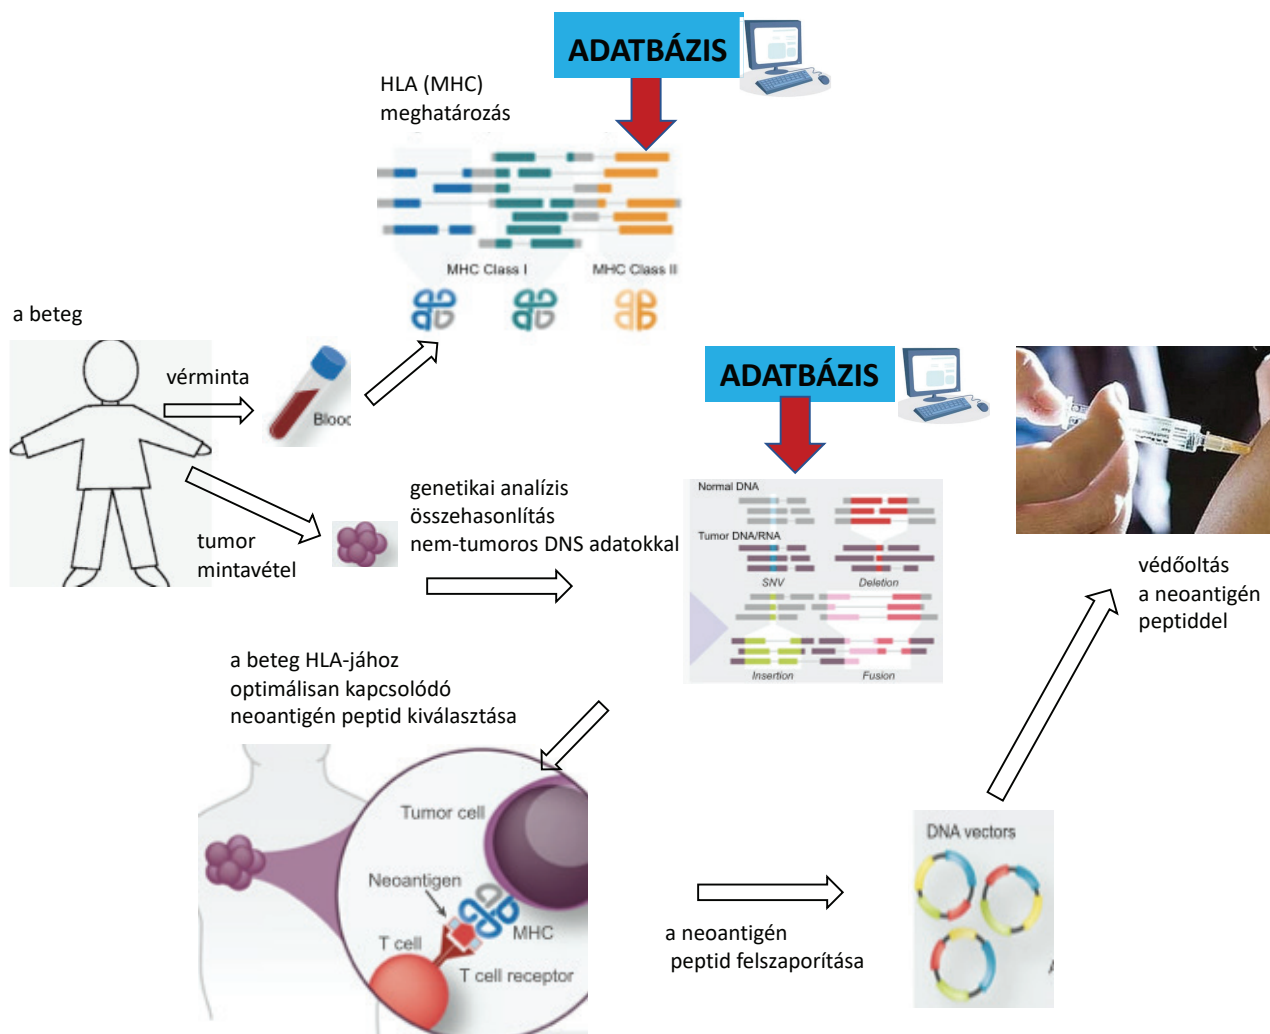 ADATBÁZIS
HLA (MHC)
meghatározás
MHC Class I
MHC Class II
a beteg
vérminta
Blood
ADATBÁZIS
tumor
mintavétel
genetikai analízis
összehasonlítás
nem-tumoros DNS adatokkal
Normal DNA
Tumor DNA/RNA
SNV
Deletion
Insertion
Fusion
védőoltás
a neoantigén
peptiddel
a beteg HLA-jához
optimálisan kapcsolódó
neoantigén peptid kiválasztása
Tumor cell
Neoantigen
MHC
T cell
T cell receptor
a neoantigén
peptid felszaporítása
DNA vectors